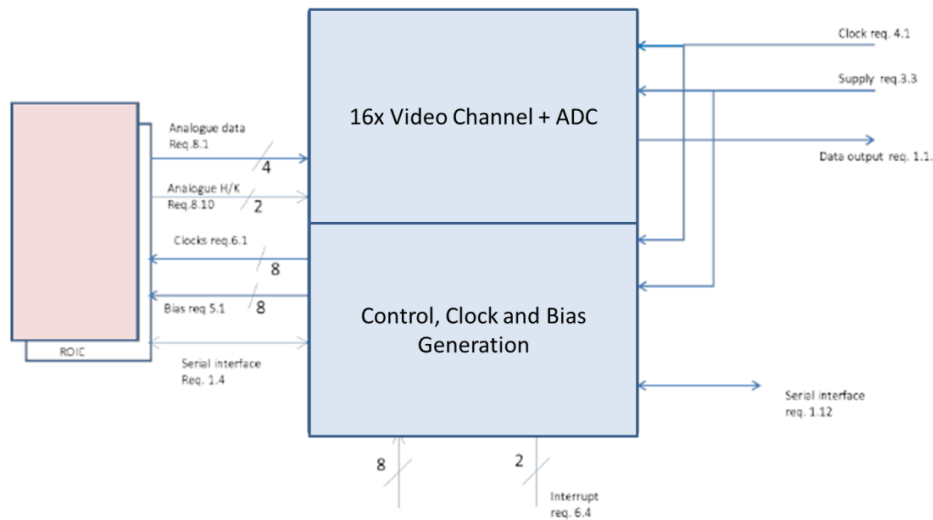 Clock req. 4.1
Supply req.3.3
16x Video Channel + ADC
Analogue data
Req.8.1
4
Data output req. 1.1.
Analogue H/K
Req.8.10
2
Clocks req.6.1
8
Bias req 5.1
8
Control, Clock and Bias
Generation
ROIC
Serial interface
Req. 1.4
Serial interface
req. 1.12
8
2
Interrupt
req. 6.4